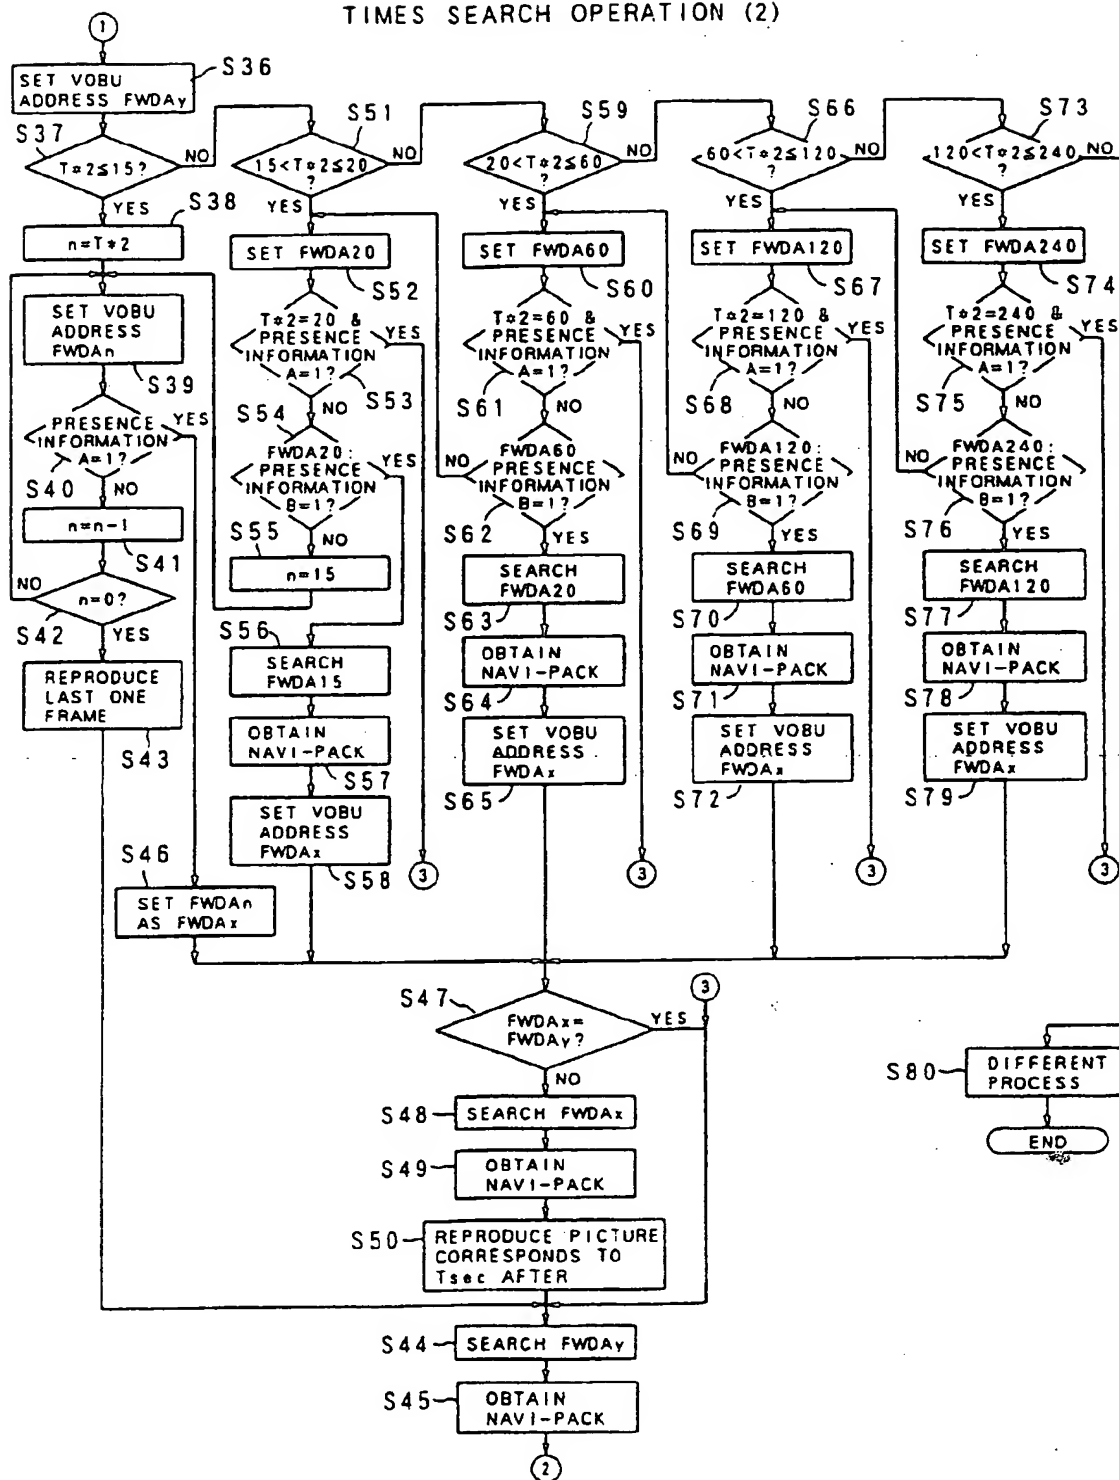 TIMES SEARCH OPERATION (2)
1
SET VOBU
ADDRESS FWDAy
S36
S37
T*2≦15?
NO
YES
S38
n=T*2
SET VOBU
ADDRESS
FWDAn
S39
PRESENCE
INFORMATION
A=1?
YES
S40
NO
n=n-1
S41
NO
n=0?
S42
YES
REPRODUCE
LAST ONE
FRAME
S43
S46
SET FWDAn
AS FWDAx
S51
15<T*2≦20
?
NO
YES
SET FWDA20
S52
T*2=20 &
PRESENCE
INFORMATION
A=1?
YES
S53
S54
NO
FWDA20:
PRESENCE
INFORMATION
B=1?
YES
S55
NO
n=15
S56
SEARCH
FWDA15
OBTAIN
NAVI-PACK
S57
SET VOBU
ADDRESS
FWDAx
S58
3
S59
20<T*2≦60
?
NO
YES
SET FWDA60
S60
T*2=60 &
PRESENCE
INFORMATION
A=1?
YES
S61
NO
FWDA60
PRESENCE
INFORMATION
B=1?
NO
S62
YES
SEARCH
FWDA20
S63
OBTAIN
NAVI-PACK
S64
SET VOBU
ADDRESS
FWDAx
S65
3
S66
60<T*2≦120
?
NO
YES
SET FWDA120
S67
T*2=120 &
PRESENCE
INFORMATION
A=1?
YES
S68
NO
FWDA120:
PRESENCE
INFORMATION
B=1?
NO
S69
YES
SEARCH
FWDA60
S70
OBTAIN
NAVI-PACK
S71
SET VOBU
ADDRESS
FWDAx
S72
3
S73
120<T*2≦240
?
NO
YES
SET FWDA240
S74
T*2=240 &
PRESENCE
INFORMATION
A=1?
YES
S75
NO
FWDA240:
PRESENCE
INFORMATION
B=1?
NO
S76
YES
SEARCH
FWDA120
S77
OBTAIN
NAVI-PACK
S78
SET VOBU
ADDRESS
FWDAx
S79
3
S47
FWDAx=
FWDAy?
YES
3
NO
S48
SEARCH FWDAx
S49
OBTAIN
NAVI-PACK
S50
REPRODUCE PICTURE
CORRESPONDS TO
Tsec AFTER
S44
SEARCH FWDAy
S45
OBTAIN
NAVI-PACK
2
S80
DIFFERENT
PROCESS
END